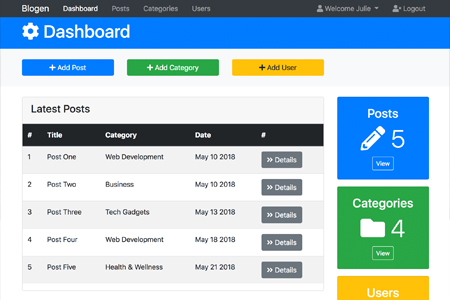 Blogen Dashboard Posts Categories Users Welcome Julie Logout
Dashboard
Add Post Add Category Add User
Latest Posts
# Title Category Date #
1 Post One Web Development May 10 2018 Details
2 Post Two Business May 10 2018 Details
3 Post Three Tech Gadgets May 13 2018 Details
4 Post Four Web Development May 18 2018 Details
5 Post Five Health & Wellness May 21 2018 Details
Posts
5
View
Categories
4
View
Users